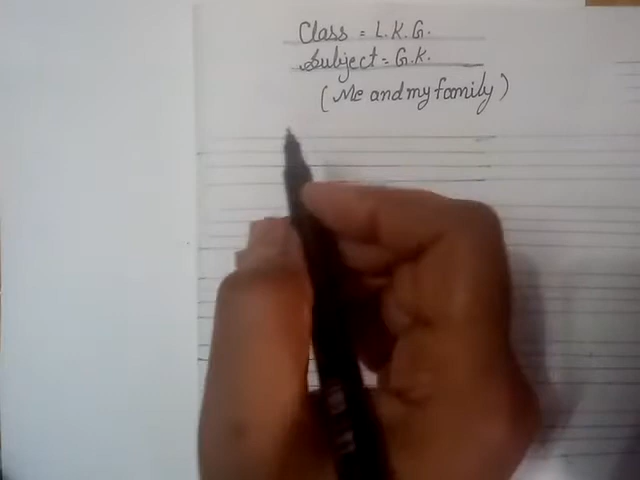 Class = L.K.G.
Subject = G.K.
(Me and my family)